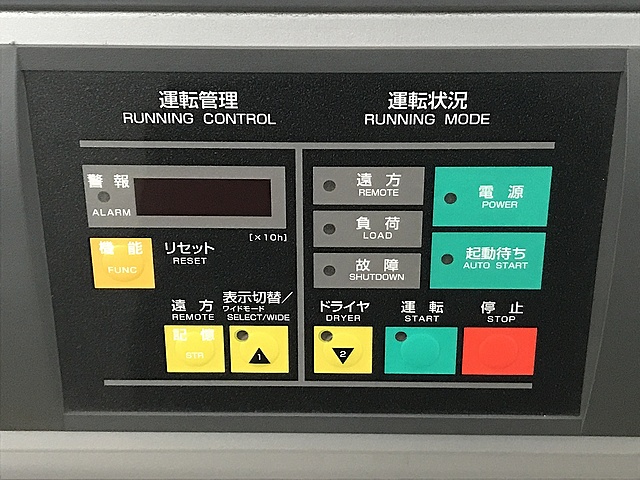 運転管理
RUNNING CONTROL
運転状況
RUNNING MODE
警報
ALARM
[×10h]
機能
FUNC
リセット
RESET
遠方
REMOTE
記憶
STR
表示切替/
ワイドモード
SELECT/WIDE
1
遠方
REMOTE
負荷
LOAD
故障
SHUTDOWN
電源
POWER
起動待ち
AUTO START
ドライヤ
DRYER
2
運転
START
停止
STOP